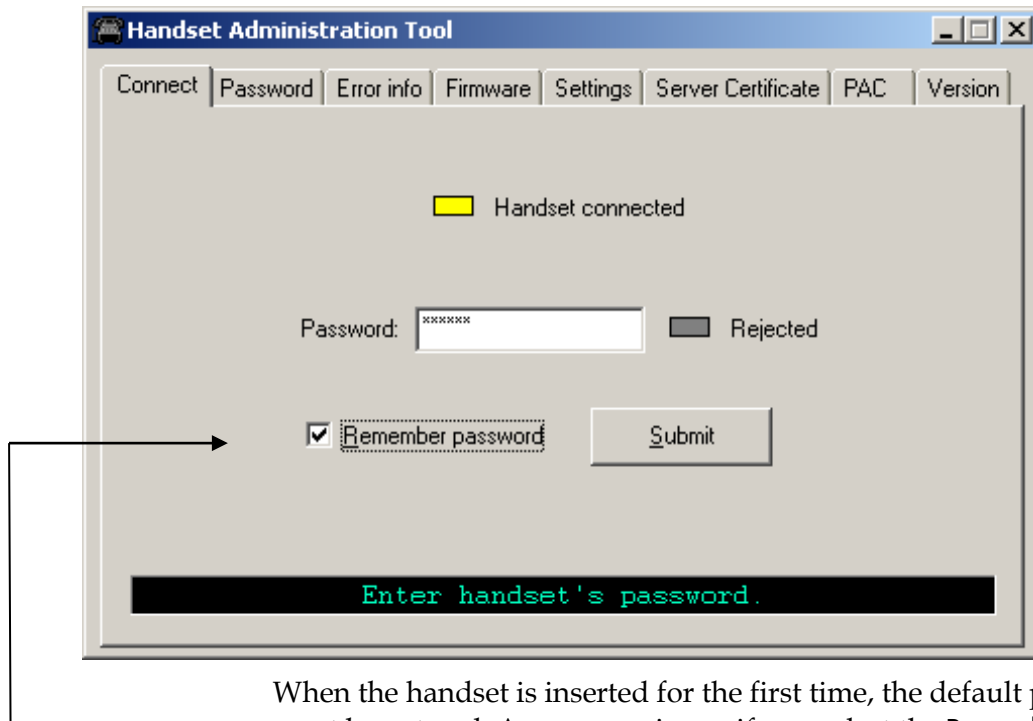 Handset Administration Tool
Connect Password Error info Firmware Settings Server Certificate PAC Version
Handset connected
Password: ****** Rejected
Remember password Submit
Enter handset's password.
When the handset is inserted for the first time, the default